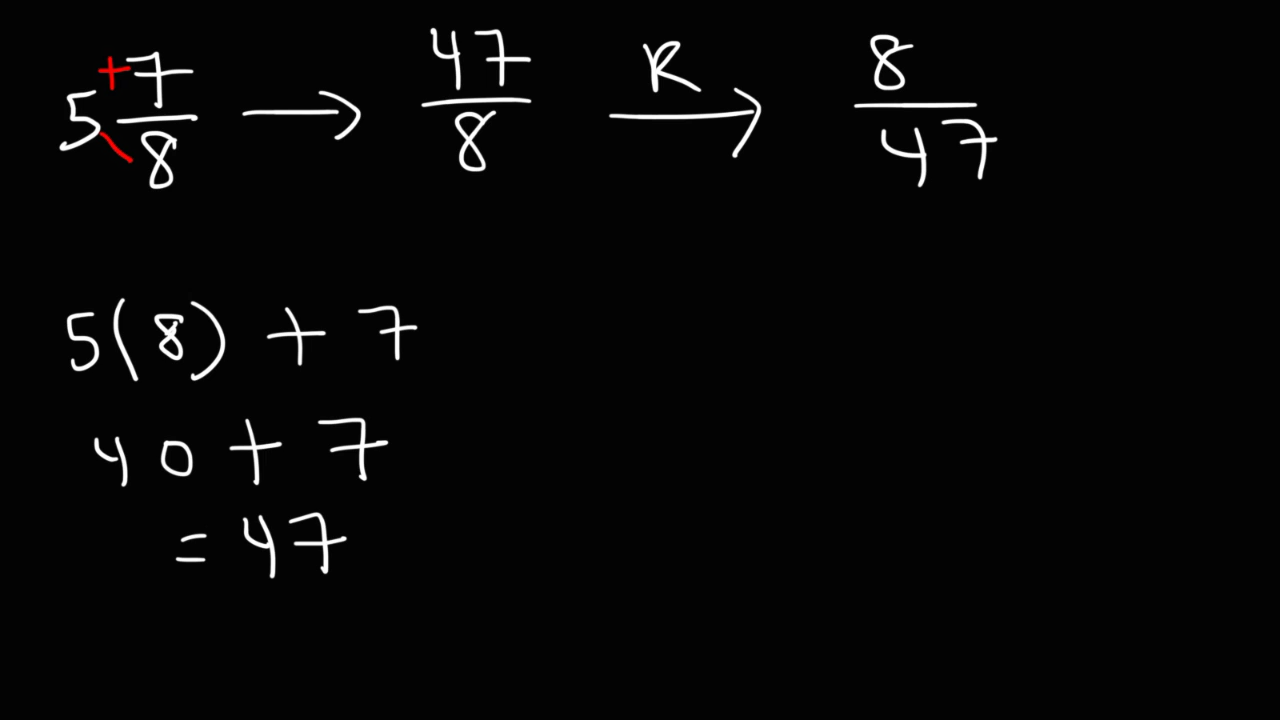 5 + 7/8 → 47/8 R → 8/47
5(8) + 7
40 + 7
= 47